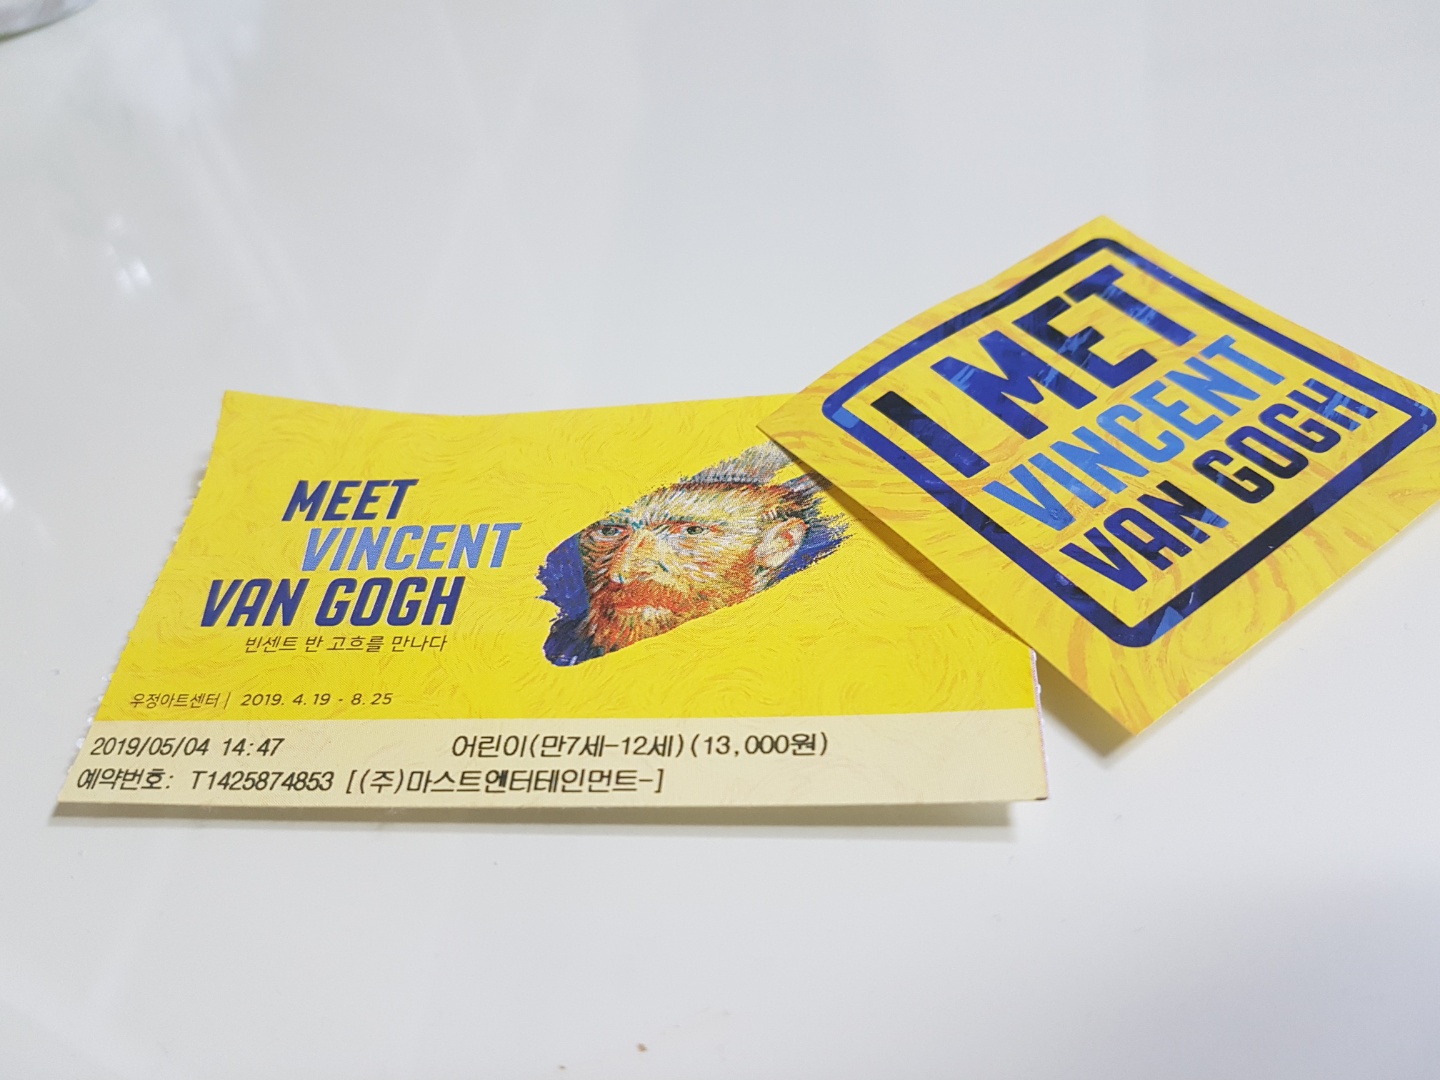 MEET
VINCENT
VAN GOGH
빈센트 반 고흐를 만나다
우정아트센터 | 2019. 4. 19 - 8. 25
2019/05/04 14:47 어린이(만7세-12세)(13,000원)
예약번호: T1425874853 [(주)마스트엔터테인먼트-]
I MET
VINCENT
VAN GOGH